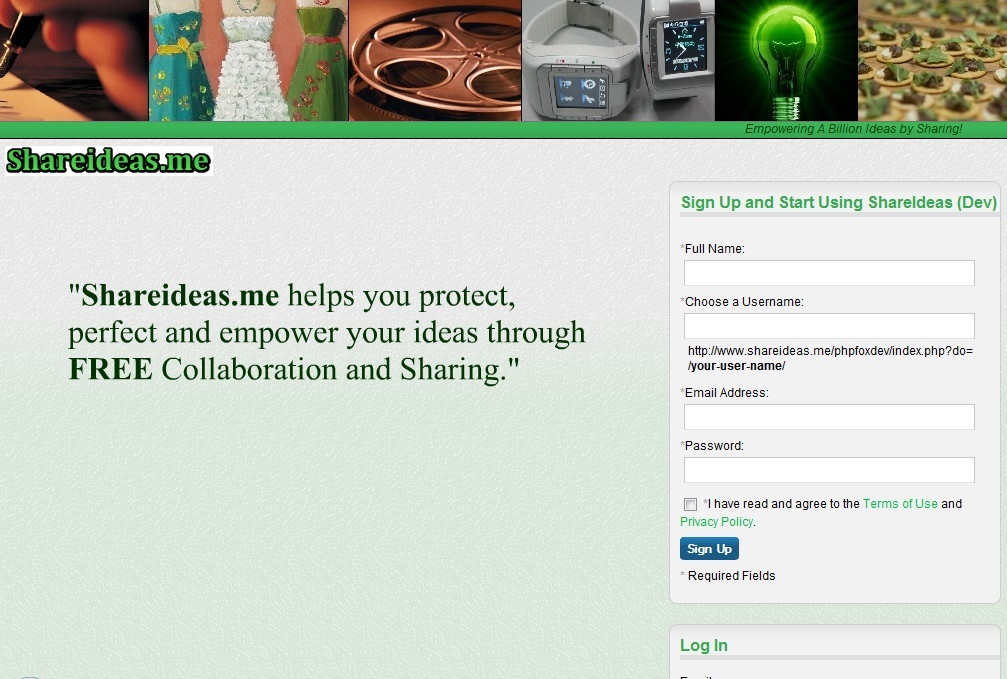 Empowering A Billion Ideas by Sharing!
Shareideas.me
"Shareideas.me helps you protect,
perfect and empower your ideas through
FREE Collaboration and Sharing."
Sign Up and Start Using ShareIdeas (Dev)
*Full Name:
*Choose a Username:
http://www.shareideas.me/phpfoxdev/index.php?do=
/your-user-name/
*Email Address:
*Password:
*I have read and agree to the Terms of Use and
Privacy Policy.
Sign Up
* Required Fields
Log In